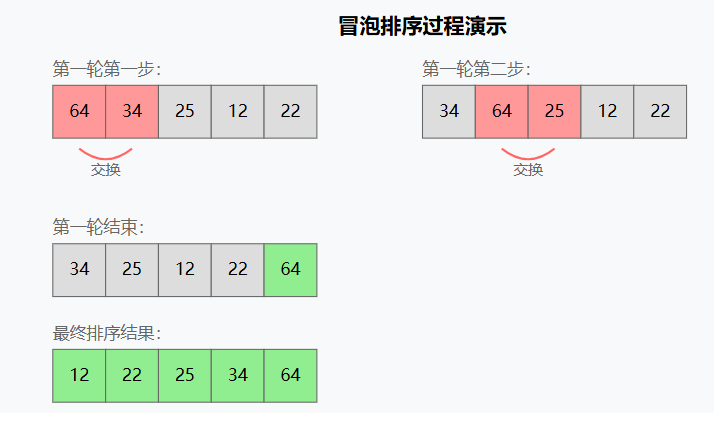 冒泡排序过程演示
第一轮第一步：
64 34 25 12 22
交换
第一轮第二步：
34 64 25 12 22
交换
第一轮结束：
34 25 12 22 64
最终排序结果：
12 22 25 34 64